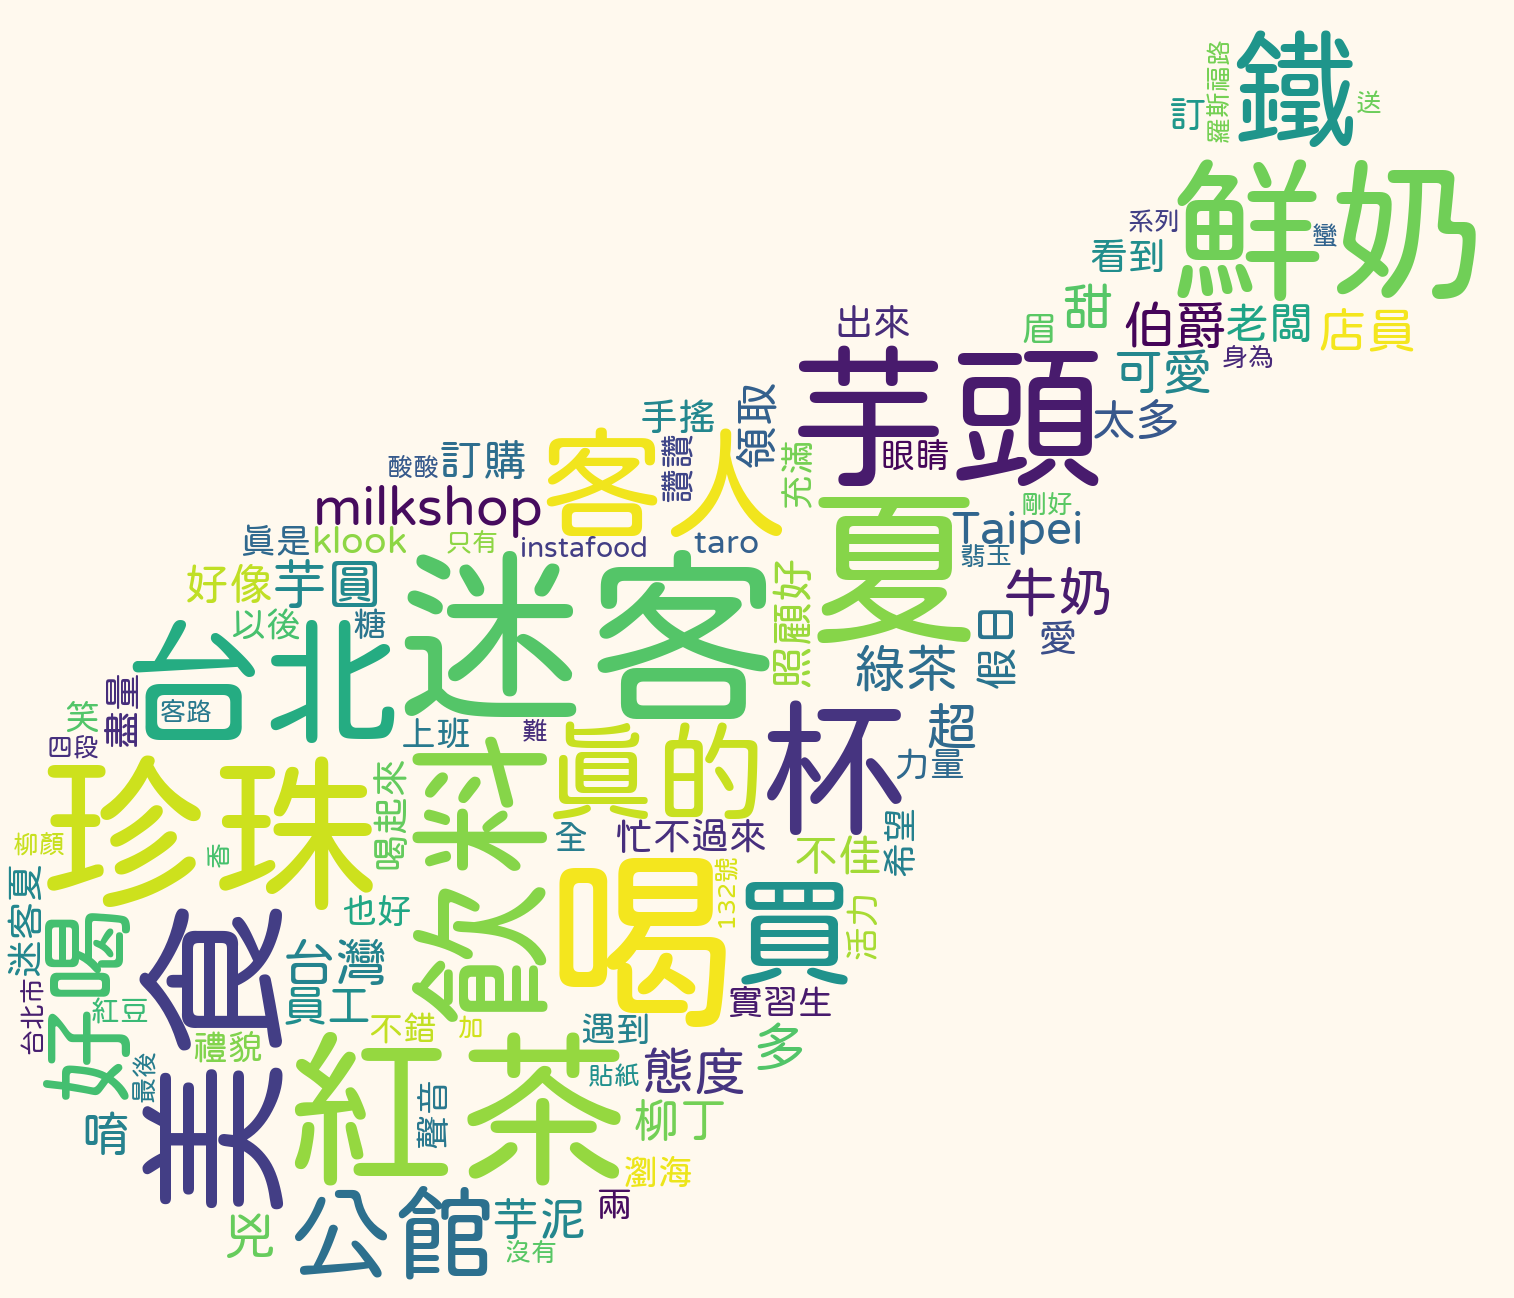 鐵
訂
羅斯福路
送
鮮奶
系列
蠻
看到
甜
眉
伯爵
老闆
店員
身為
可愛
太多
出來
芋頭
眼睛
手搖
領取
讚讚
充滿
客人
酸酸
訂購
milkshop
夏
剛好
Taipei
翡玉
真是
klook
只有
instafood
taro
好像
芋圓
迷客
照顧好
牛奶
愛
假日
以後
糖
台北
客路
綠茶
盡量
笑
四段
上班
難
真的
杯
超
力量
珍珠
喝起來
飲料
全
忙不過來
不佳
希望
柳顏
香
迷客夏
好喝
也好
喝
132號
買
活力
美食
台灣
員工
台北市
紅豆
不錯
加
遇到
實習生
禮貌
最後
紅茶
聲音
貼紙
態度
多
唷
柳丁
瀏海
兩
兇
公館
芋泥
沒有